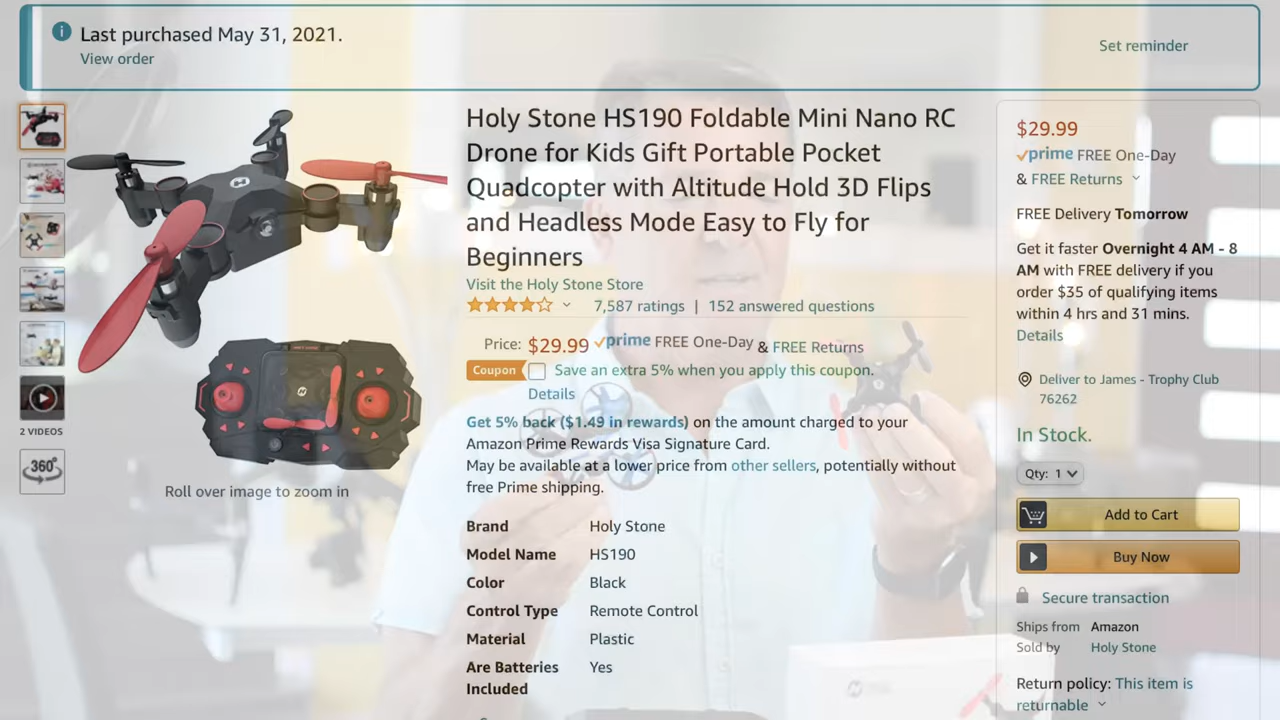 Last purchased May 31, 2021.
View order
Set reminder
2 VIDEOS
360°
Roll over image to zoom in
Holy Stone HS190 Foldable Mini Nano RC
Drone for Kids Gift Portable Pocket
Quadcopter with Altitude Hold 3D Flips
and Headless Mode Easy to Fly for
Beginners
Visit the Holy Stone Store
7,587 ratings | 152 answered questions
Price: $29.99 prime FREE One-Day & FREE Returns
Coupon Save an extra 5% when you apply this coupon.
Details
Get 5% back ($1.49 in rewards) on the amount charged to your
Amazon Prime Rewards Visa Signature Card.
May be available at a lower price from other sellers, potentially without
free Prime shipping.
Brand Holy Stone
Model Name HS190
Color Black
Control Type Remote Control
Material Plastic
Are Batteries Yes
Included
$29.99
prime FREE One-Day
& FREE Returns
FREE Delivery Tomorrow
Get it faster Overnight 4 AM - 8
AM with FREE delivery if you
order $35 of qualifying items
within 4 hrs and 31 mins.
Details
Deliver to James - Trophy Club
76262
In Stock.
Qty: 1
Add to Cart
Buy Now
Secure transaction
Ships from Amazon
Sold by Holy Stone
Return policy: This item is
returnable